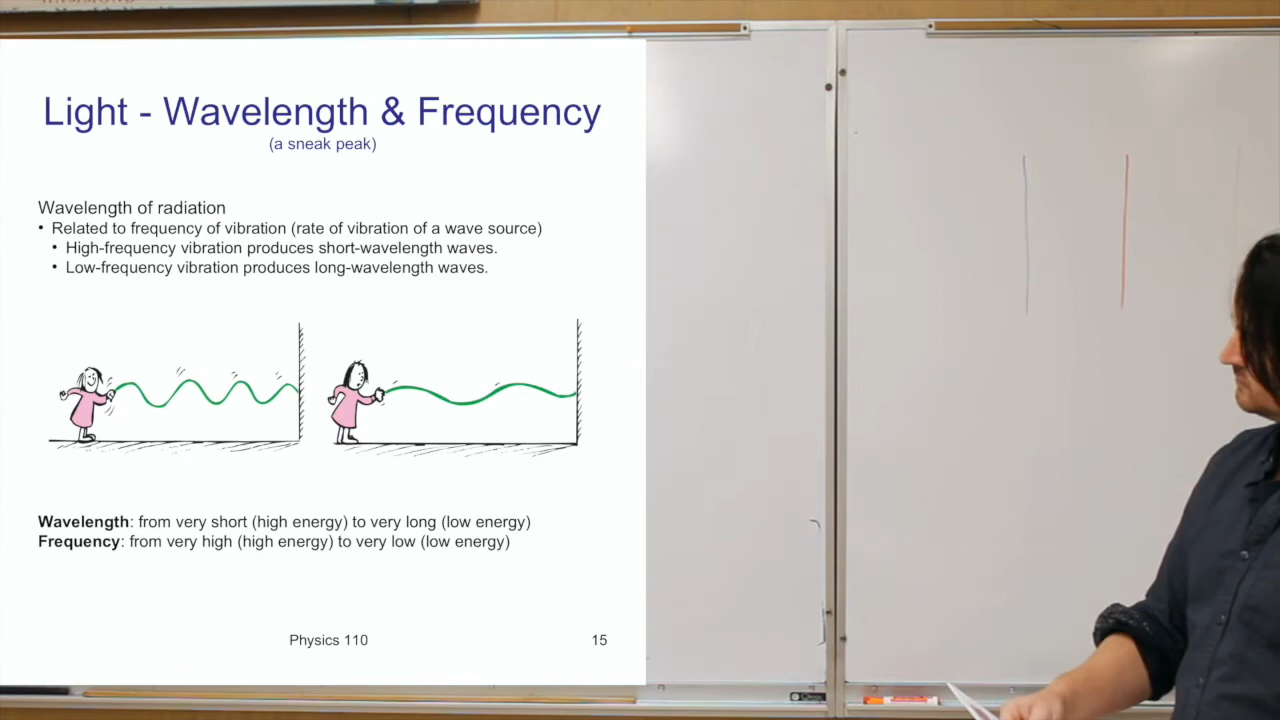 Light - Wavelength & Frequency
(a sneak peak)
Wavelength of radiation
• Related to frequency of vibration (rate of vibration of a wave source)
• High-frequency vibration produces short-wavelength waves.
• Low-frequency vibration produces long-wavelength waves.
Wavelength: from very short (high energy) to very long (low energy)
Frequency: from very high (high energy) to very low (low energy)
Physics 110
15